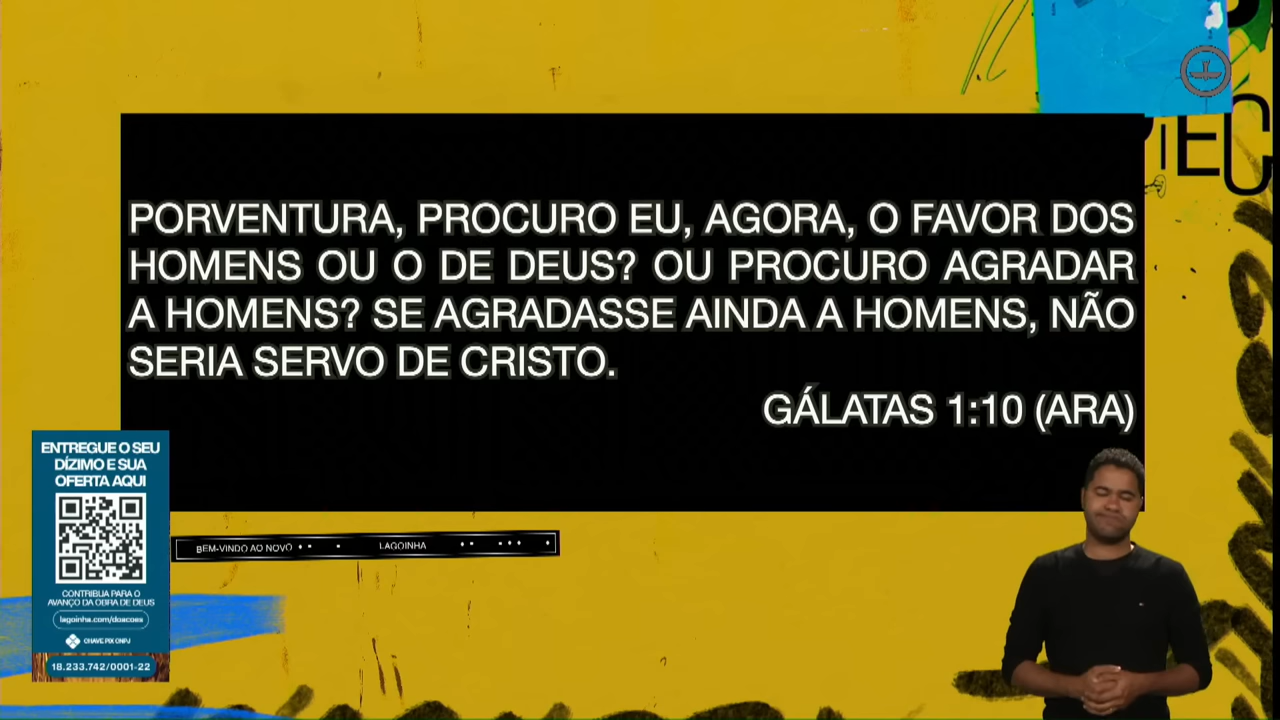 PORVENTURA, PROCURO EU, AGORA, O FAVOR DOS
HOMENS OU O DE DEUS? OU PROCURO AGRADAR
A HOMENS? SE AGRADASSE AINDA A HOMENS, NÃO
SERIA SERVO DE CRISTO.
GÁLATAS 1:10 (ARA)
ENTREGUE O SEU
DÍZIMO E SUA
OFERTA AQUI
CONTRIBUA PARA O
AVANÇO DA OBRA DE DEUS
lagoinha.com/doacoes
CHAVE PIX CNPJ
18.233.742/0001-22
BEM-VINDO AO NOVO
LAGOINHA